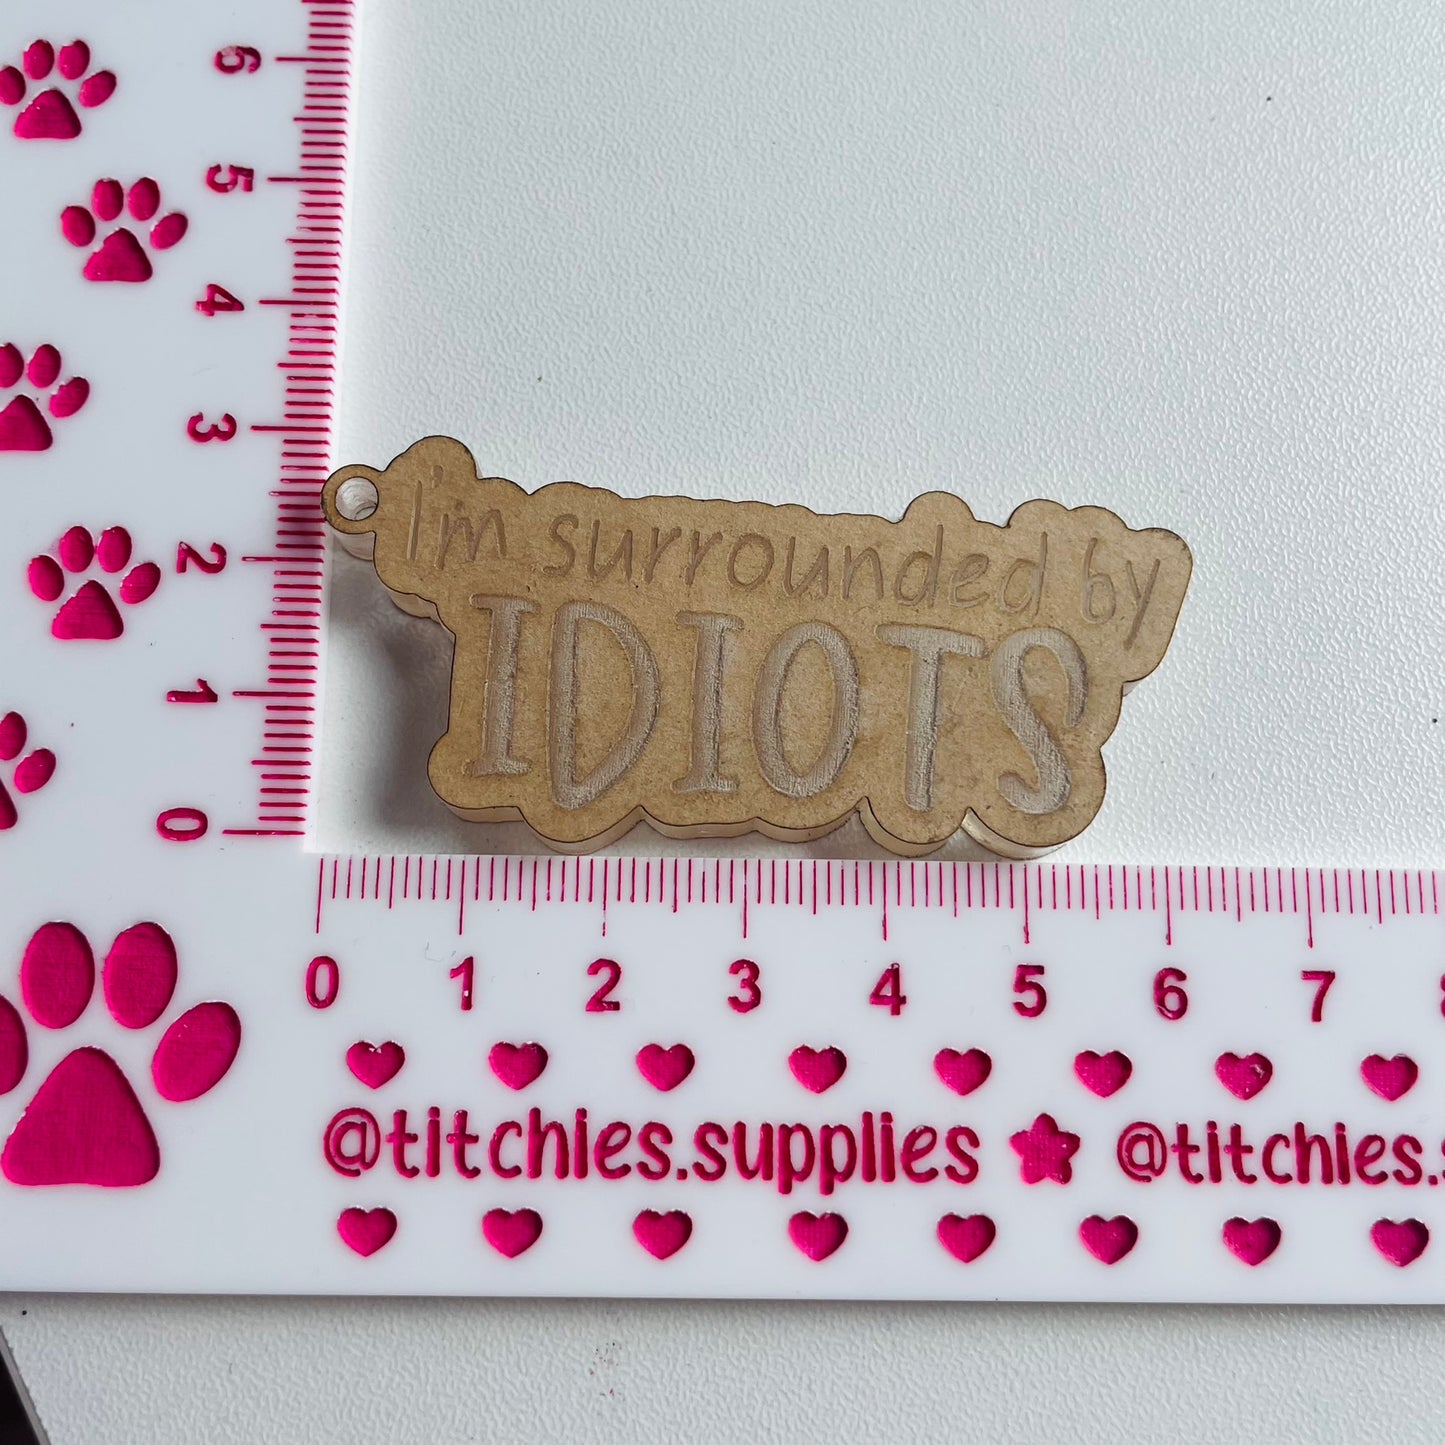 6
5
4
3
2
1
0
I'm surrounded by
IDIOTS
0 1 2 3 4 5 6 7
@titchies.supplies ★ @titchies.